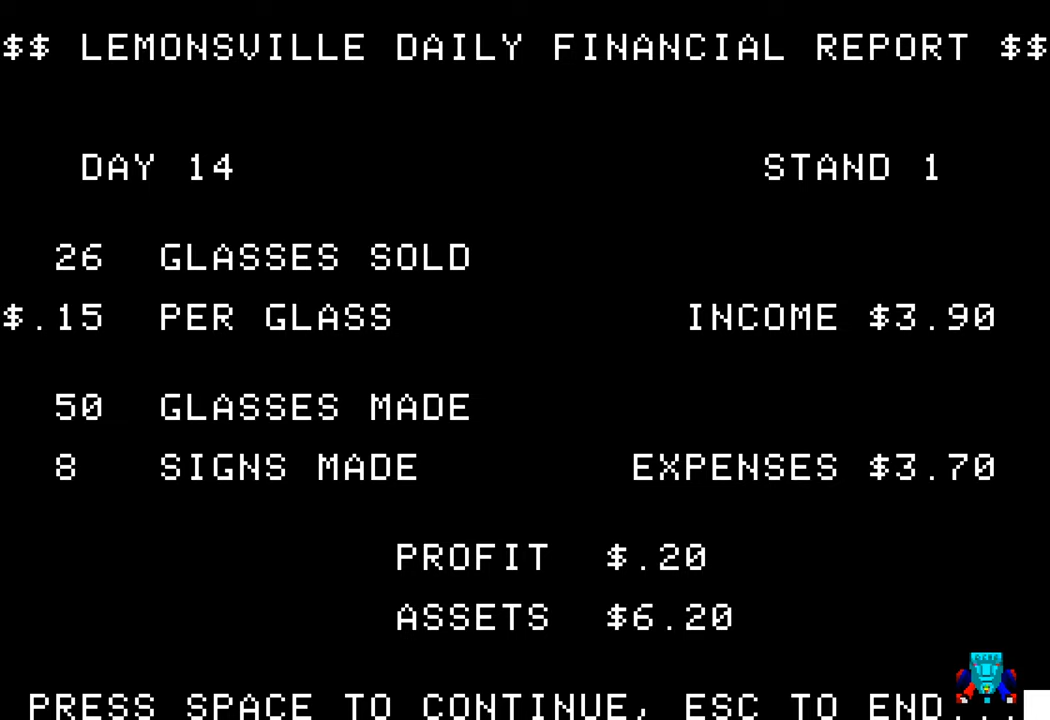 $$ LEMONSVILLE DAILY FINANCIAL REPORT $$
DAY 14 STAND 1
26 GLASSES SOLD
$.15 PER GLASS INCOME $3.90
50 GLASSES MADE
8 SIGNS MADE EXPENSES $3.70
PROFIT $.20
ASSETS $6.20
PRESS SPACE TO CONTINUE, ESC TO END.